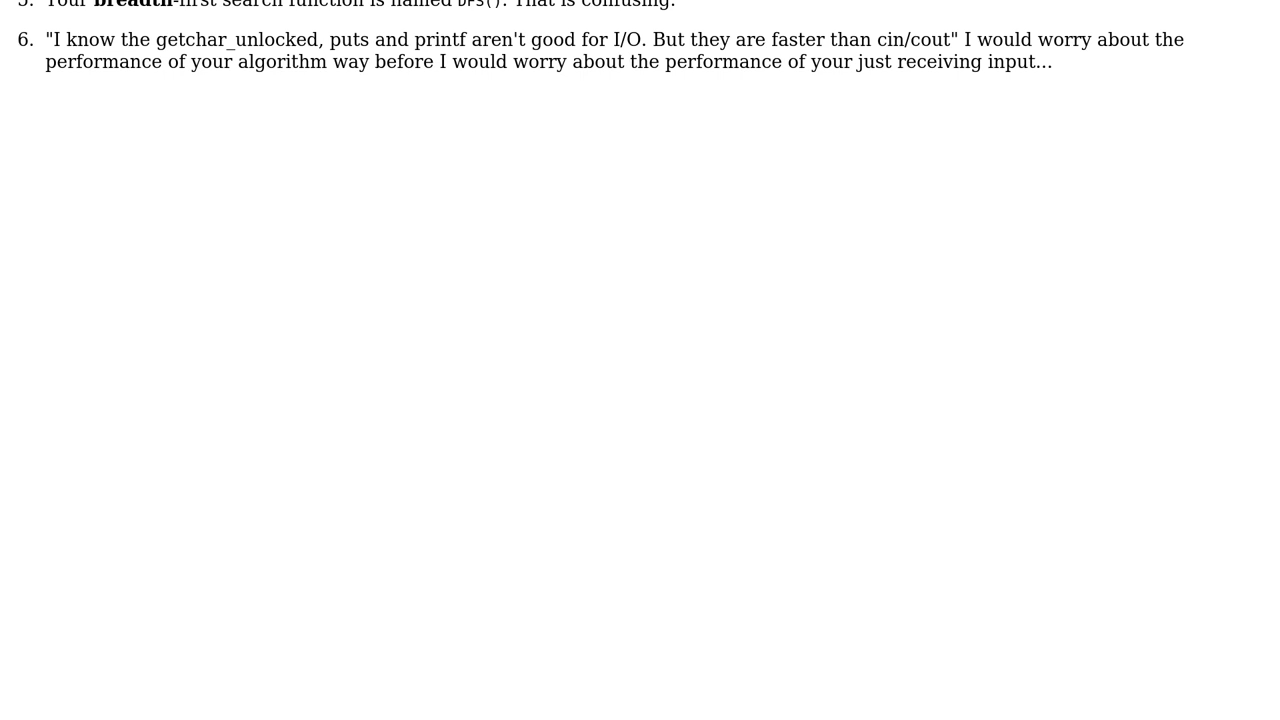 5. Your breadth-first search function is named DFS(). That is confusing.
6. "I know the getchar_unlocked, puts and printf aren't good for I/O. But they are faster than cin/cout" I would worry about the
performance of your algorithm way before I would worry about the performance of your just receiving input...